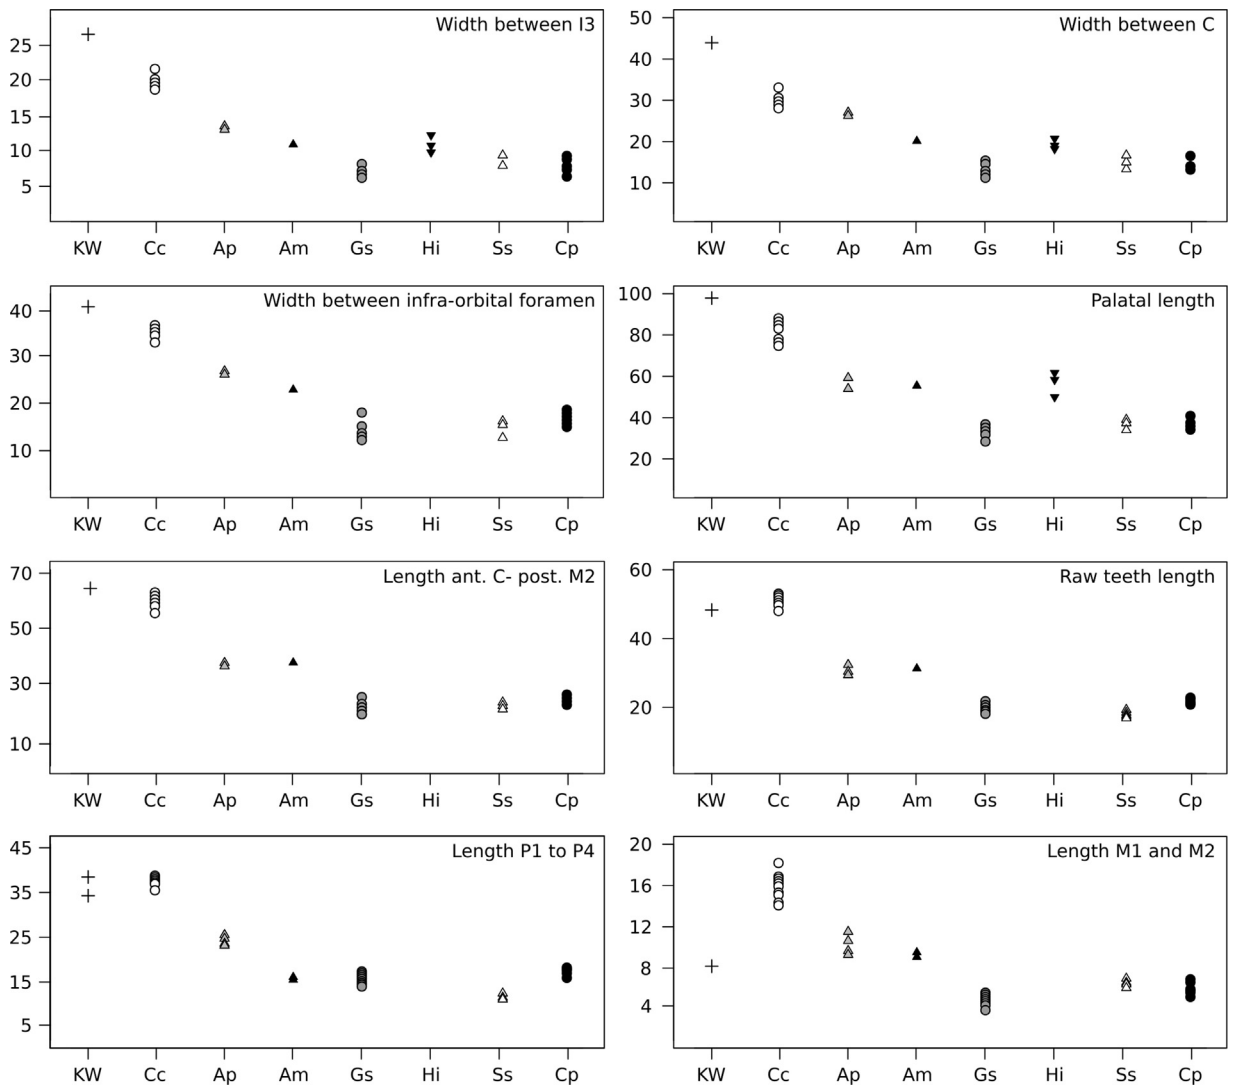 Width between I3
25
20
15
10
5
KW Cc Ap Am Gs Hi Ss Cp
Width between C
50
40
30
20
10
KW Cc Ap Am Gs Hi Ss Cp
Width between infra-orbital foramen
40
30
20
10
KW Cc Ap Am Gs Hi Ss Cp
Palatal length
100
80
60
40
20
KW Cc Ap Am Gs Hi Ss Cp
Length ant. C- post. M2
70
50
30
10
KW Cc Ap Am Gs Hi Ss Cp
Raw teeth length
60
40
20
KW Cc Ap Am Gs Hi Ss Cp
Length P1 to P4
45
35
25
15
5
KW Cc Ap Am Gs Hi Ss Cp
Length M1 and M2
20
16
12
8
4
KW Cc Ap Am Gs Hi Ss Cp